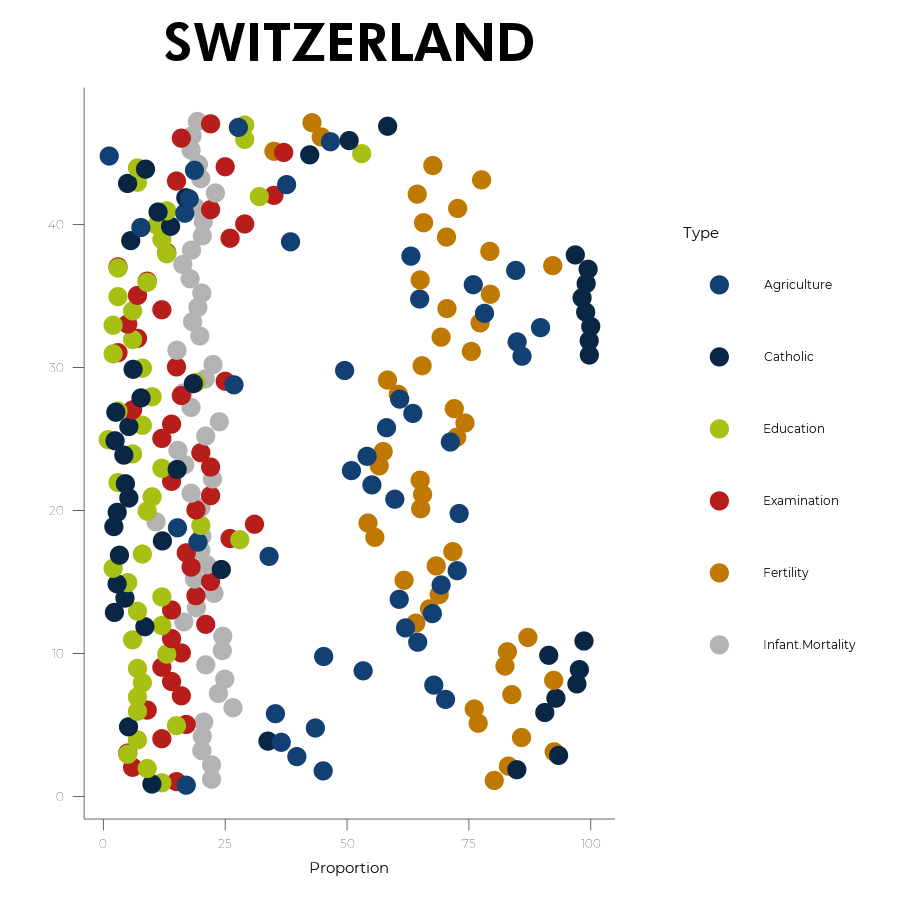 SWITZERLAND
40
30
20
10
0
0 25 50 75 100
Proportion
Type
Agriculture
Catholic
Education
Examination
Fertility
Infant.Mortality